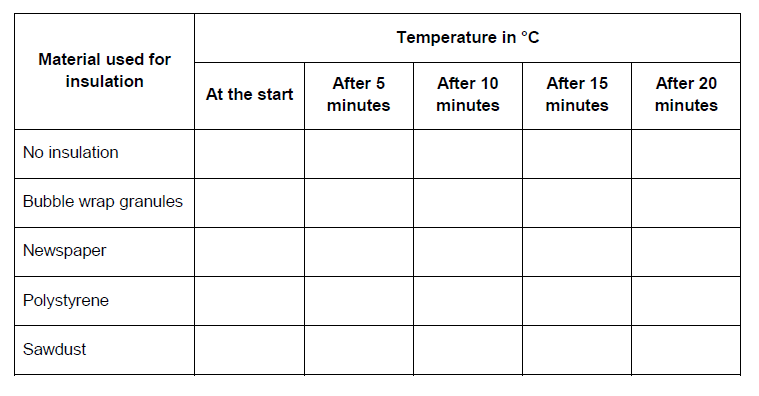 Material used for
insulation
Temperature in °C
At the start
After 5
minutes
After 10
minutes
After 15
minutes
After 20
minutes
No insulation
Bubble wrap granules
Newspaper
Polystyrene
Sawdust